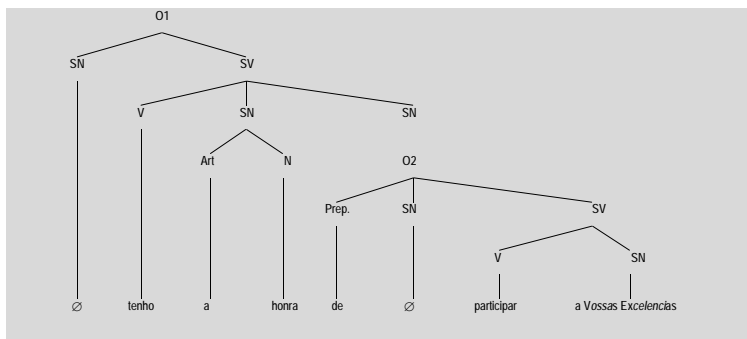 O1
SN SV
V SN SN
Art N O2
Prep. SN SV
V SN
∅ tenho a honra de ∅ participar a Vossas Excelencias